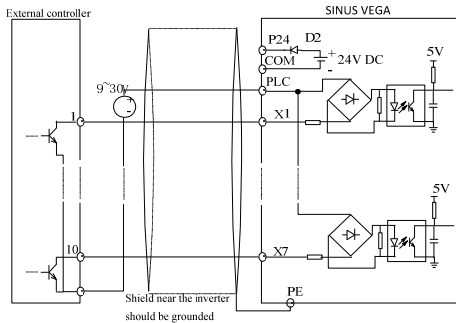 External controller
SINUS VEGA
P24 D2
COM
+
24V DC
-
5V
PLC
9~30v
+
-
1
X1
5V
10
X7
PE
Shield near the inverter
should be grounded